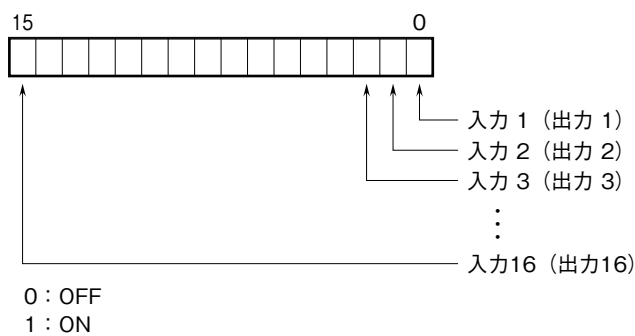 15 0
入力 1（出力 1）
入力 2（出力 2）
入力 3（出力 3）
⋮
入力16（出力16）
0：OFF
1：ON